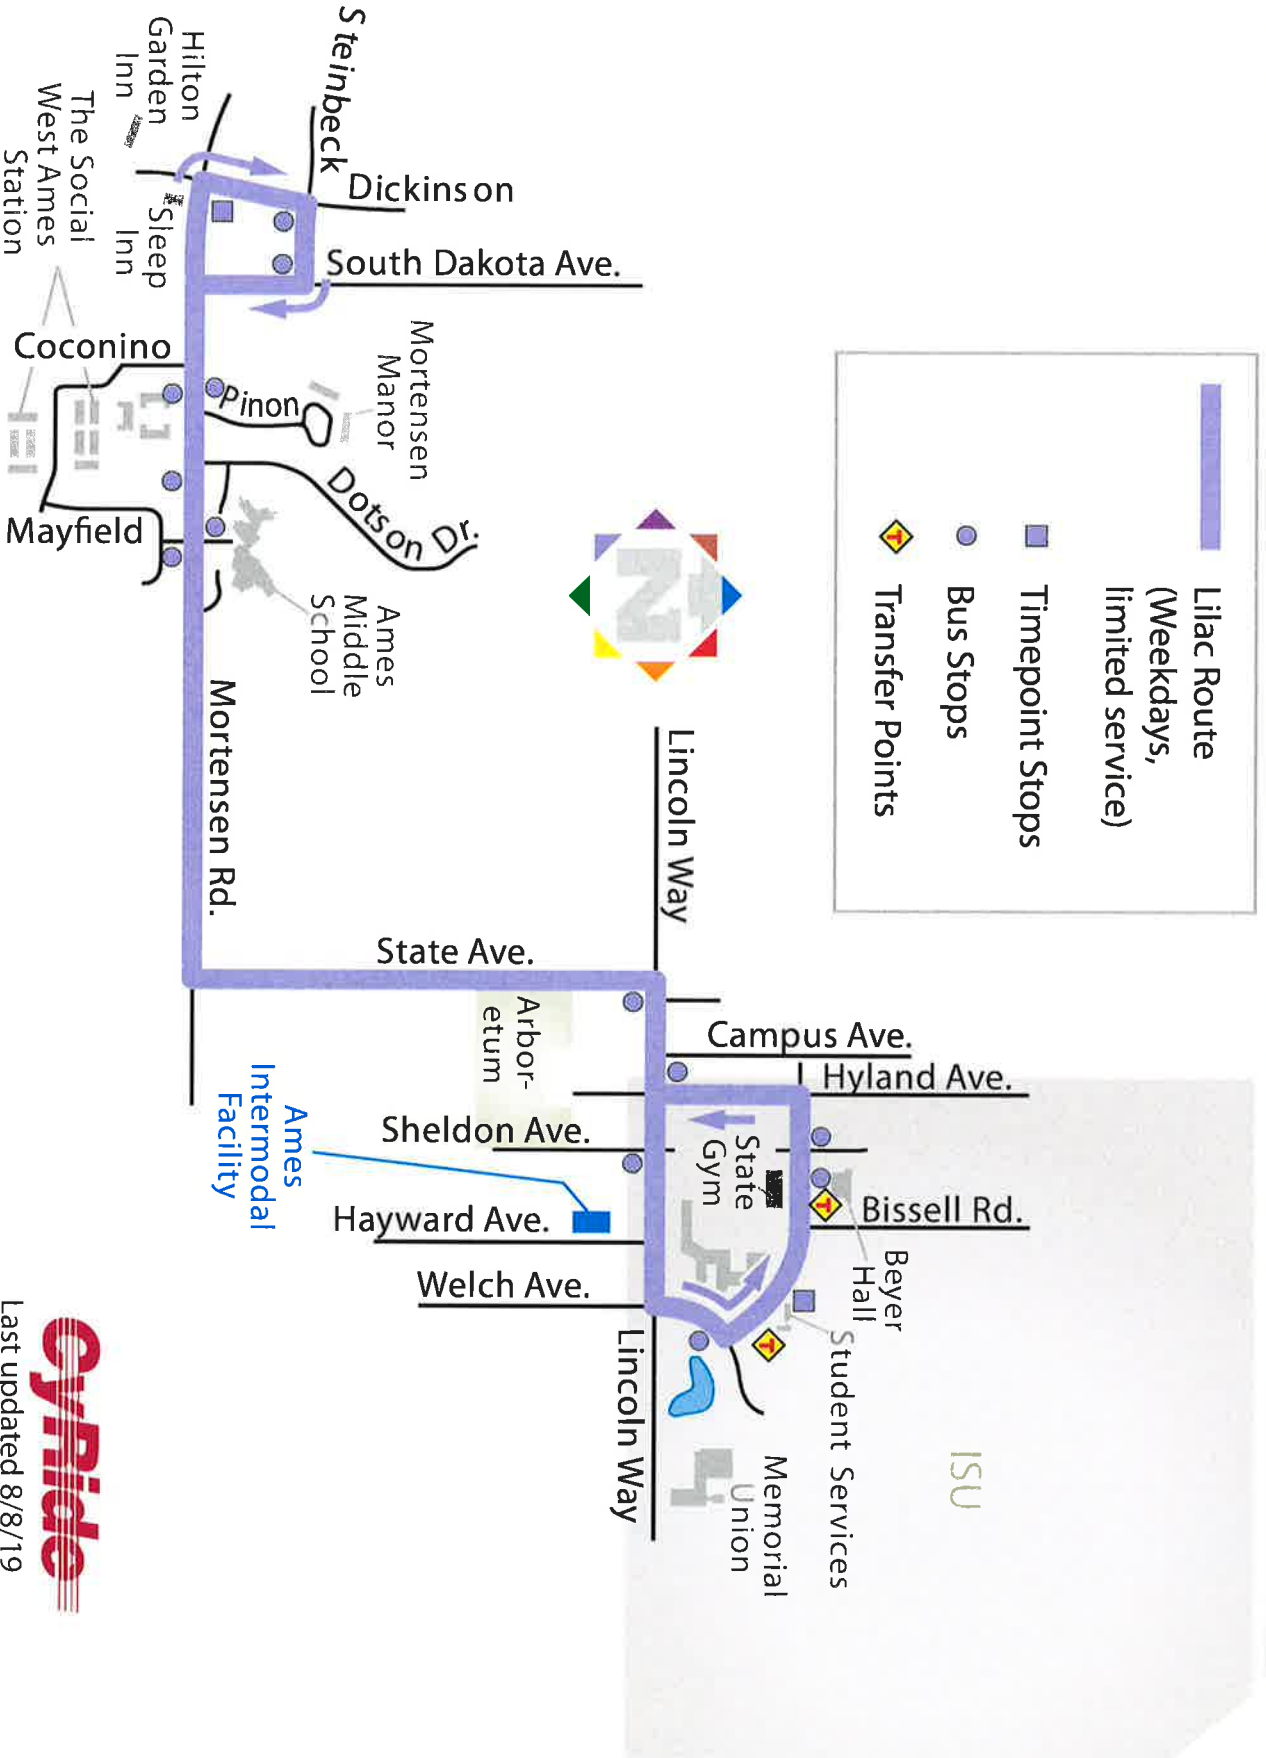 Lilac Route
(Weekdays,
limited service)
Timepoint Stops
Bus Stops
Transfer Points
N
ISU
Lincoln Way
Campus Ave.
Hyland Ave.
State
Gym
Bissell Rd.
Beyer
Hall
Student Services
Memorial
Union
Lincoln Way
State Ave.
Arbor-
etum
Sheldon Ave.
Hayward Ave.
Welch Ave.
Ames
Intermodal
Facility
Steinbeck
Dickinson
South Dakota Ave.
Mortensen
Manor
Pinon
Dotson Dr.
Ames
Middle
School
Mortensen Rd.
Hilton
Garden
Inn
Sleep
Inn
The Social
West Ames
Station
Coconino
Mayfield
CyRide
Last updated 8/8/19